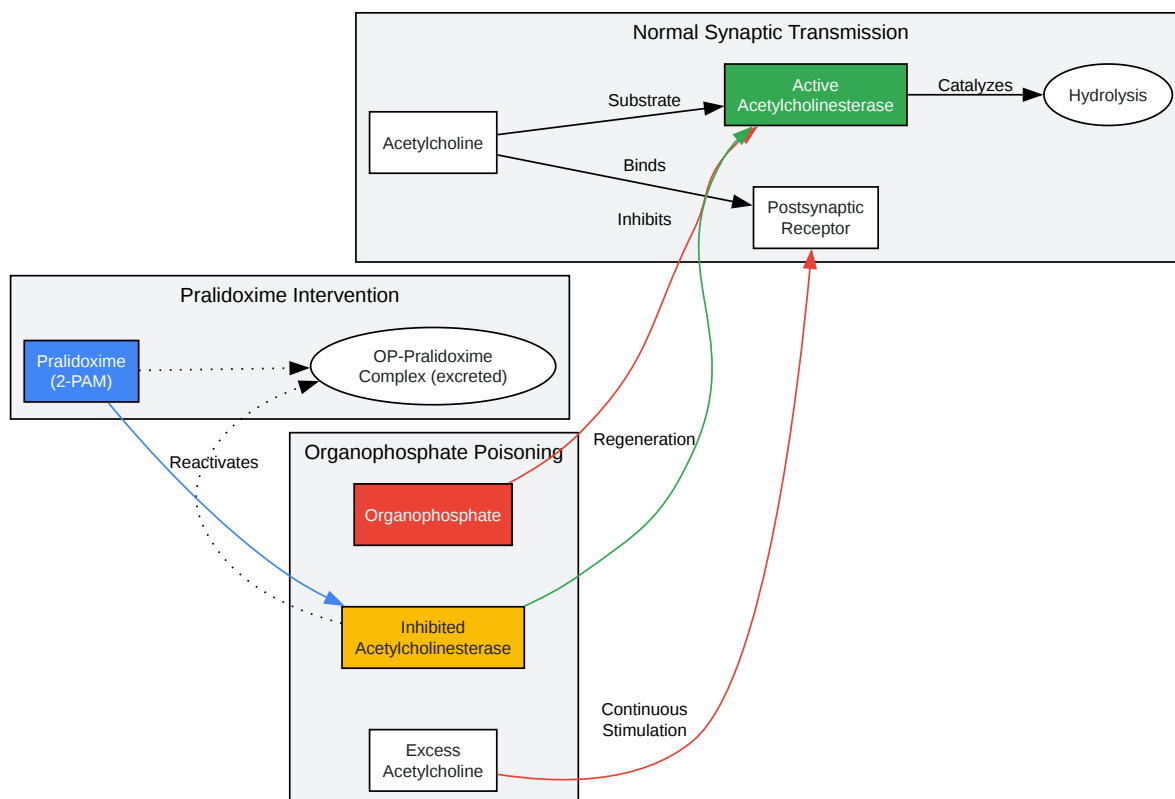 Normal Synaptic Transmission
Active
Acetylcholinesterase
Catalyzes
Hydrolysis
Substrate
Acetylcholine
Binds
Postsynaptic
Receptor
Inhibits
Pralidoxime Intervention
Pralidoxime
(2-PAM)
OP-Pralidoxime
Complex (excreted)
Reactivates
Regeneration
Organophosphate Poisoning
Organophosphate
Inhibited
Acetylcholinesterase
Continuous
Stimulation
Excess
Acetylcholine